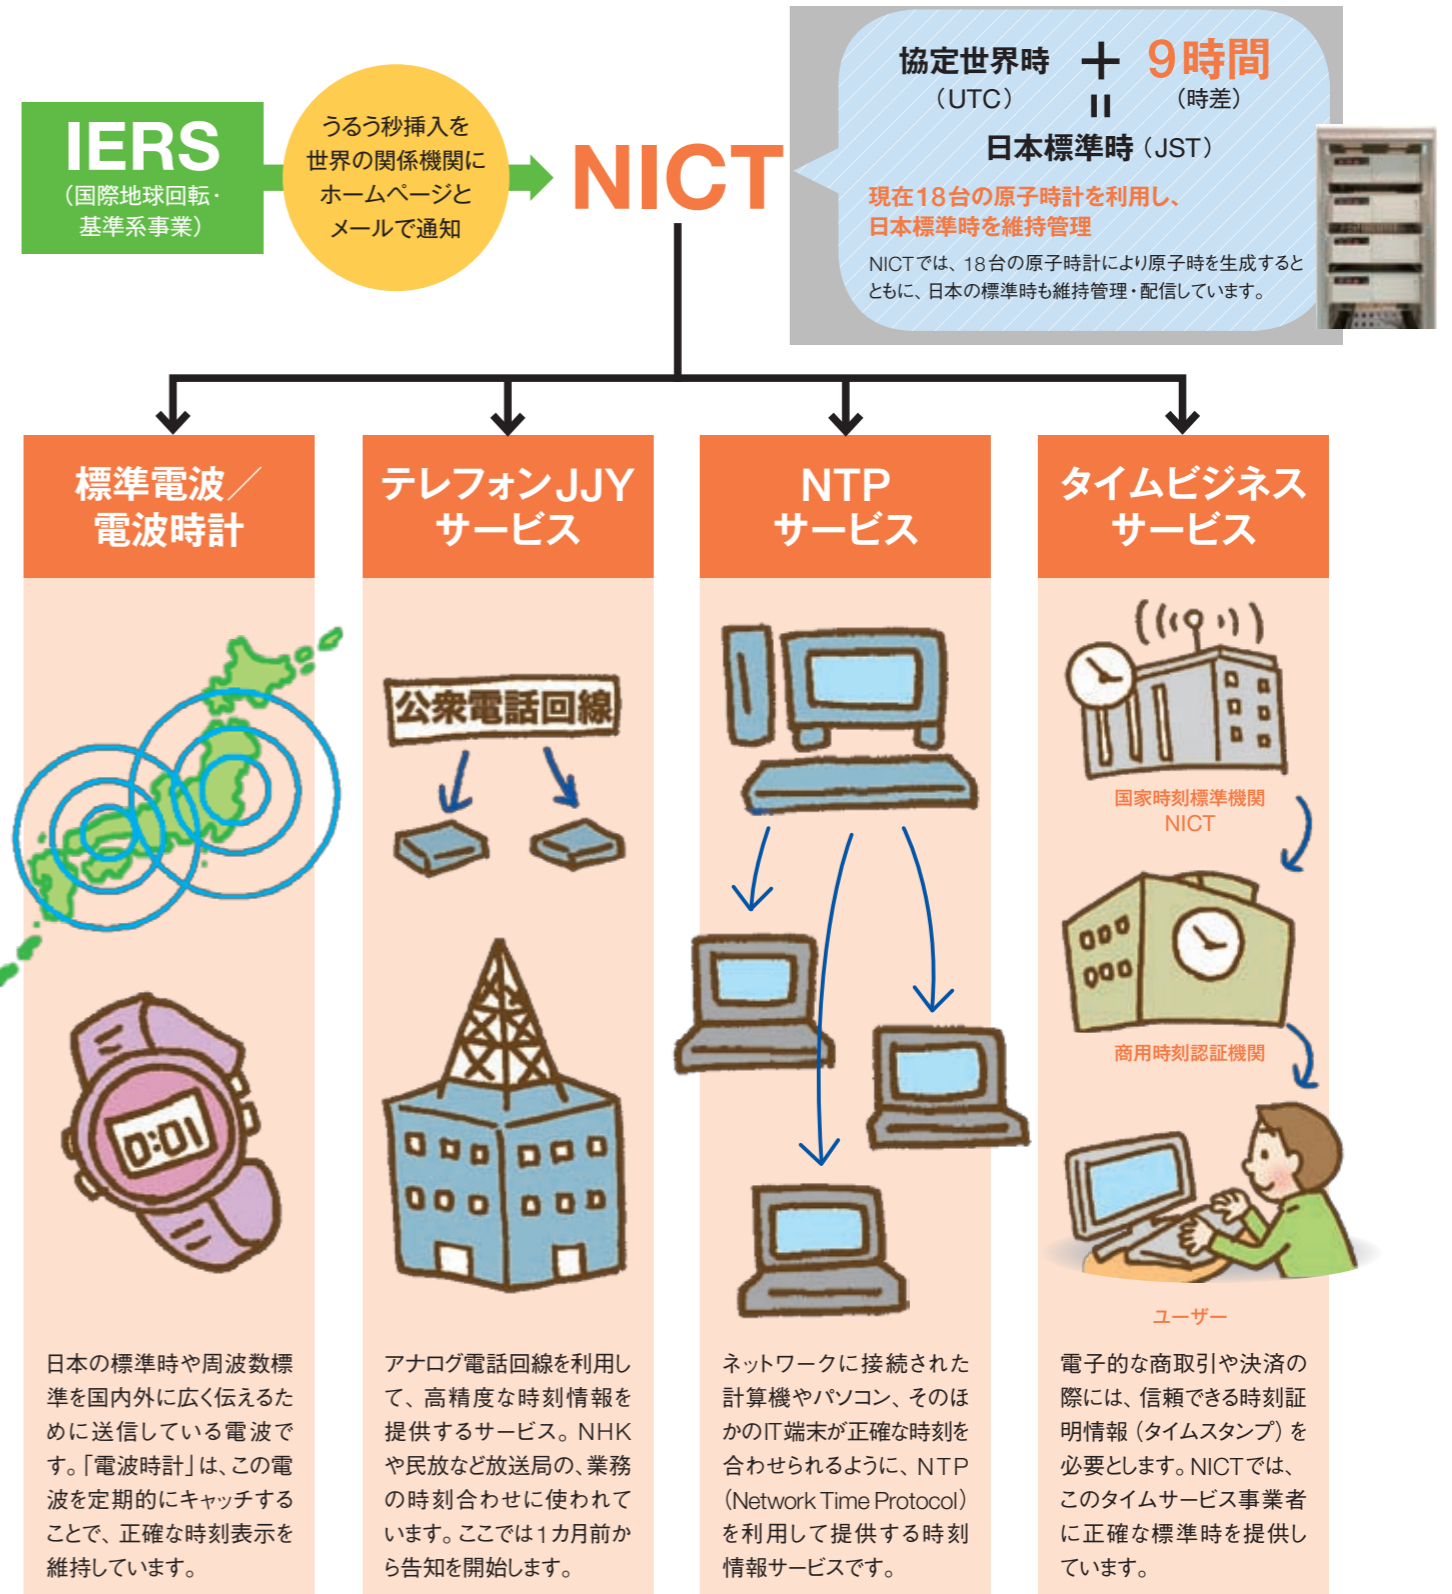 IERS
（国際地球回転・
基準系事業）
うるう秒挿入を
世界の関係機関に
ホームページと
メールで通知
NICT
協定世界時 ＋ 9時間
（UTC） = （時差）
日本標準時（JST）
現在18台の原子時計を利用し、
日本標準時を維持管理
NICTでは、18台の原子時計により原子時を生成すると
ともに、日本の標準時も維持管理・配信しています。
標準電波／
電波時計
0:01
日本の標準時や周波数標
準を国内外に広く伝えるた
めに送信している電波で
す。「電波時計」は、この電
波を定期的にキャッチする
ことで、正確な時刻表示を
維持しています。
テレフォンJJY
サービス
公衆電話回線
アナログ電話回線を利用し
て、高精度な時刻情報を
提供するサービス。NHK
や民放など放送局の、業務
の時刻合わせに使われて
います。ここでは1カ月前か
ら告知を開始します。
NTP
サービス
ネットワークに接続された
計算機やパソコン、そのほ
かのIT端末が正確な時刻を
合わせられるように、NTP
（Network Time Protocol）
を利用して提供する時刻
情報サービスです。
タイムビジネス
サービス
国家時刻標準機関
NICT
商用時刻認証機関
ユーザー
電子的な商取引や決済の
際には、信頼できる時刻証
明情報（タイムスタンプ）を
必要とします。NICTでは、
このタイムサービス事業者
に正確な標準時を提供し
ています。